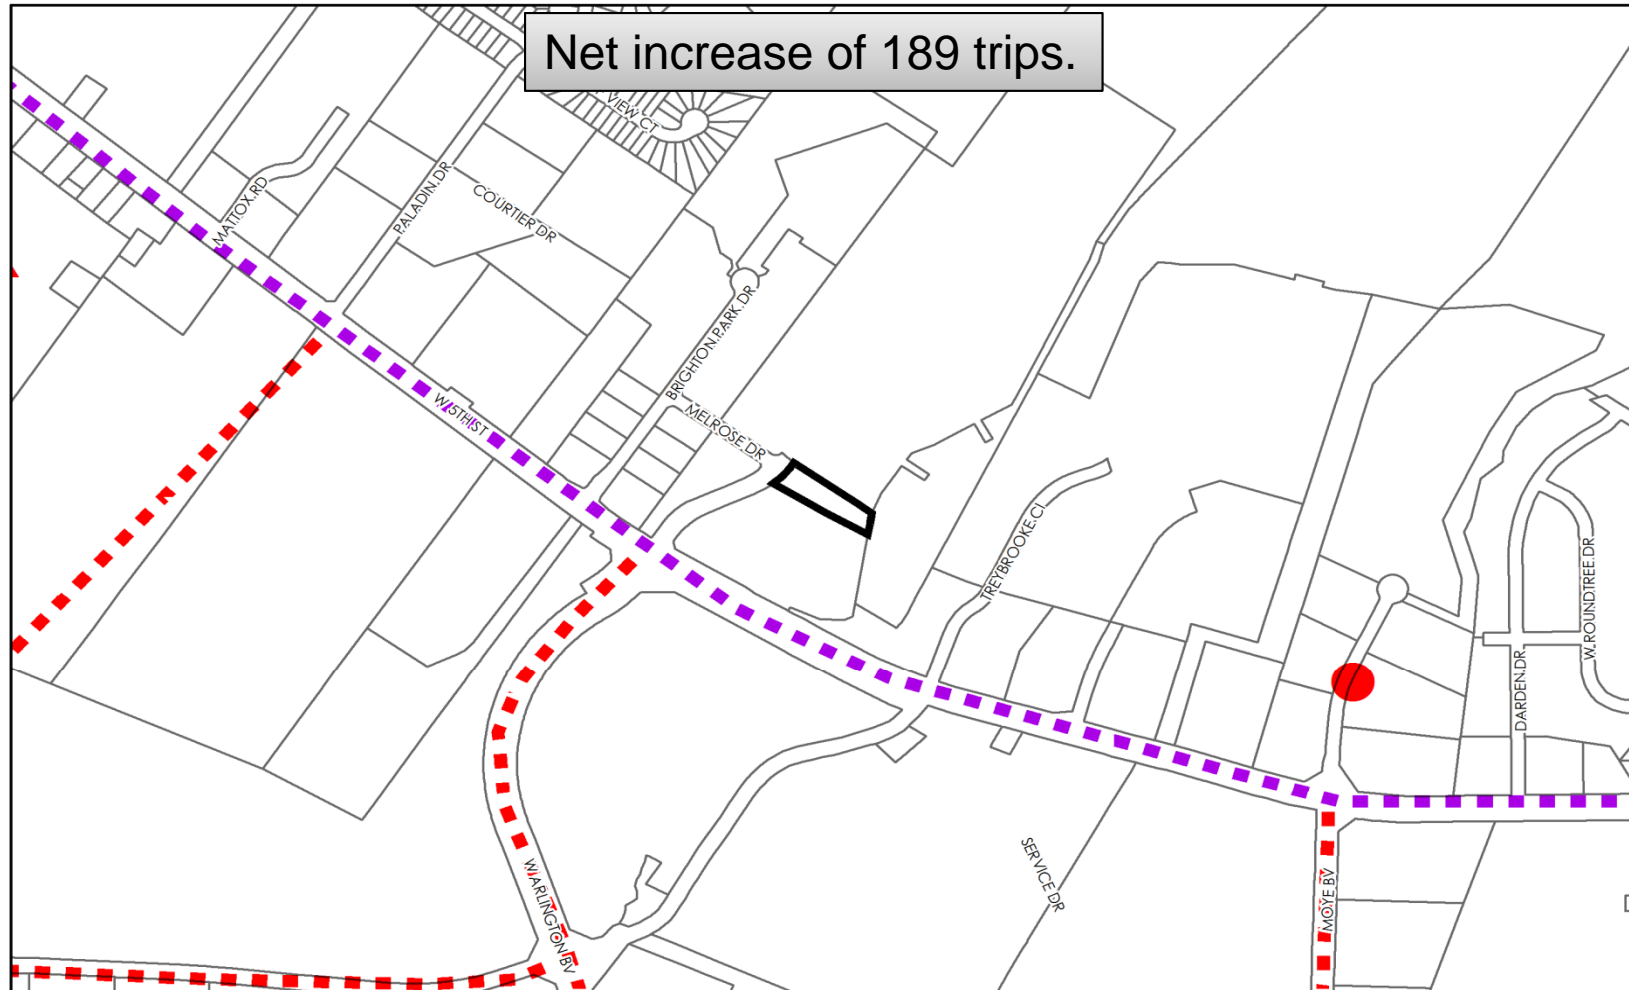 Net increase of 189 trips.
VIEW CT
MATTOX RD
PALADIN DR
COURTIER DR
BRIGHTON PARK DR
MELROSE DR
W 5TH ST
TREYBROOKE CI
W ROUNDTREE DR
DARDEN DR
SERVICE DR
MOYE BV
W ARLINGTON BV